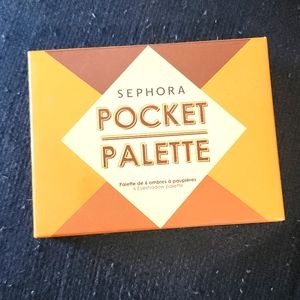 SEPHORA
POCKET
PALETTE
Palette de 6 ombres à paupières
6 Eyeshadow palette